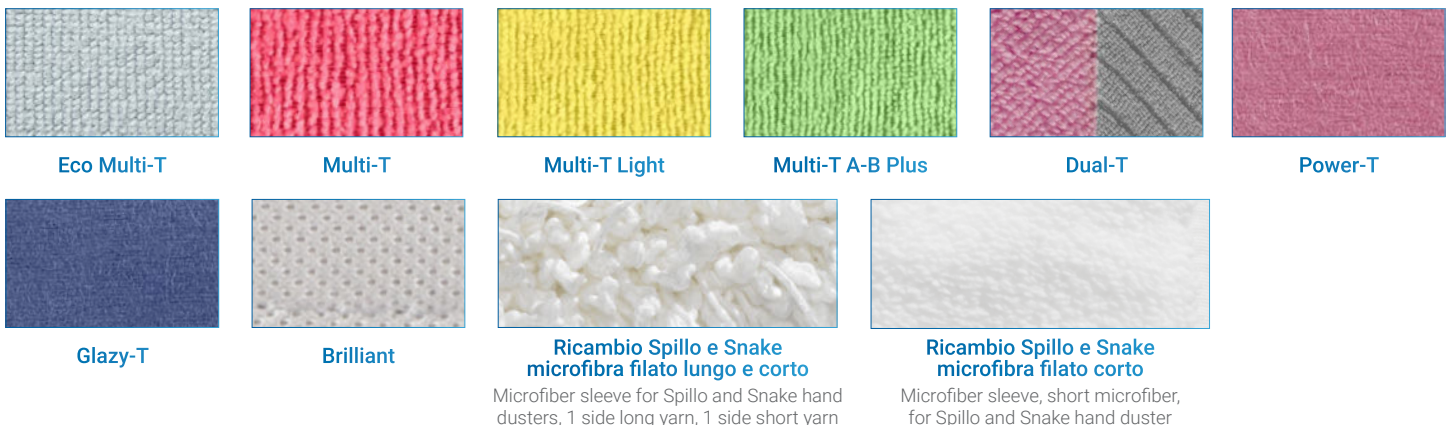 Eco Multi-T
Multi-T
Multi-T Light
Multi-T A-B Plus
Dual-T
Power-T
Glazy-T
Brilliant
Ricambio Spillo e Snake
microfibra filato lungo e corto
Microfiber sleeve for Spillo and Snake hand
dusters, 1 side long yarn, 1 side short yarn
Ricambio Spillo e Snake
microfibra filato corto
Microfiber sleeve, short microfiber,
for Spillo and Snake hand duster